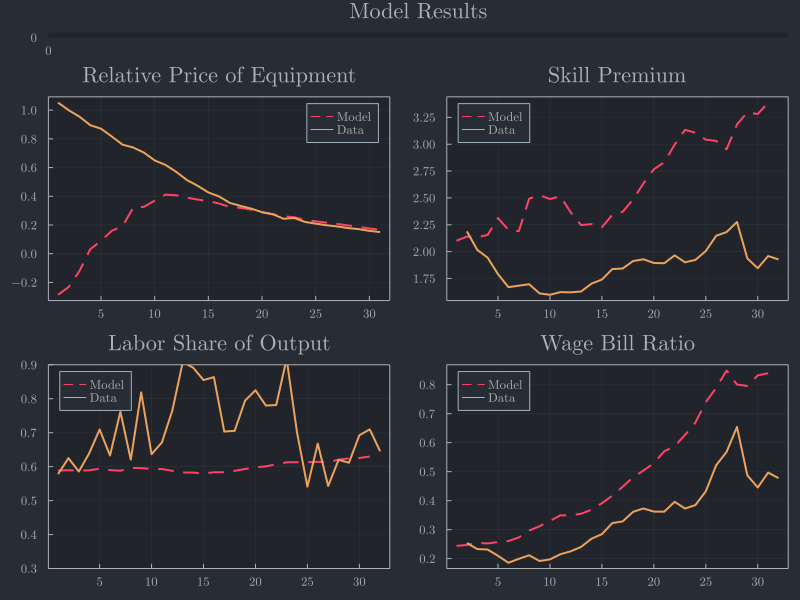 Model Results
0
0
Relative Price of Equipment
1.0
0.8
0.6
0.4
0.2
0.0
−0.2
Model
Data
5 10 15 20 25 30
Skill Premium
3.25
3.00
2.75
2.50
2.25
2.00
1.75
Model
Data
5 10 15 20 25 30
Labor Share of Output
0.9
0.8
0.7
0.6
0.5
0.4
0.3
Model
Data
5 10 15 20 25 30
Wage Bill Ratio
0.8
0.7
0.6
0.5
0.4
0.3
0.2
Model
Data
5 10 15 20 25 30